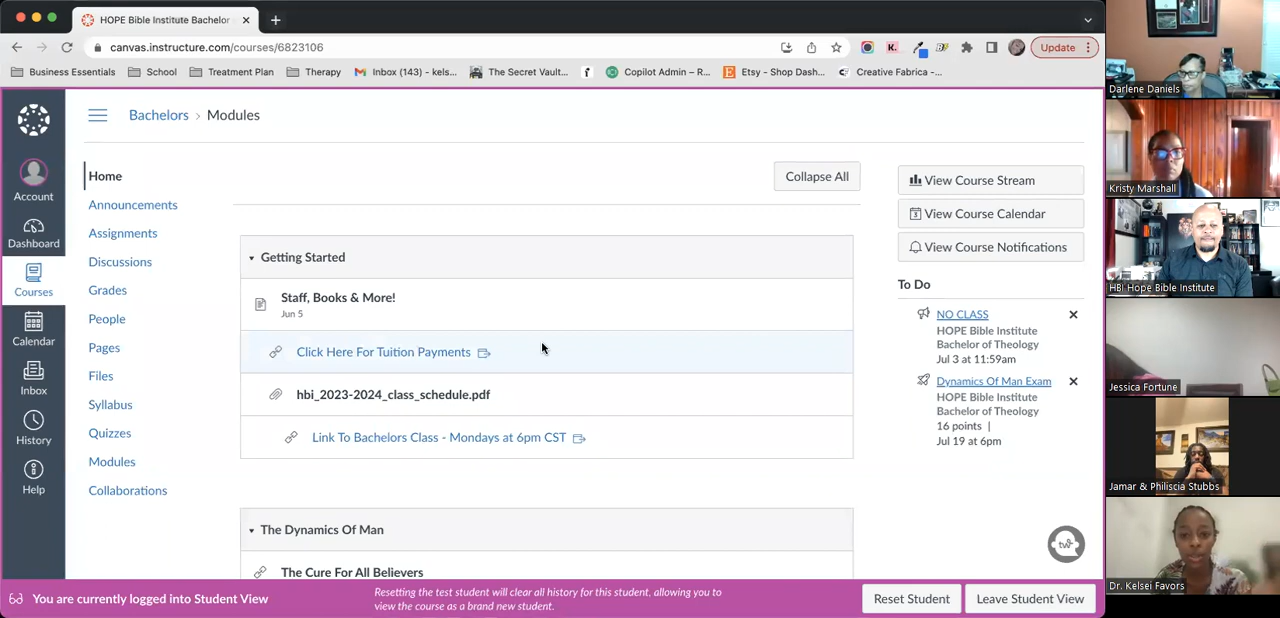 HOPE Bible Institute Bachelor
canvas.instructure.com/courses/6823106
Update
Business Essentials
School
Treatment Plan
Therapy
Inbox (143) - kels...
The Secret Vault...
Copilot Admin – R...
Etsy - Shop Dash...
Creative Fabrica -...
Account
Dashboard
Courses
Calendar
Inbox
History
Help
Bachelors › Modules
Home
Announcements
Assignments
Discussions
Grades
People
Pages
Files
Syllabus
Quizzes
Modules
Collaborations
Collapse All
Getting Started
Staff, Books & More!
Jun 5
Click Here For Tuition Payments
hbi_2023-2024_class_schedule.pdf
Link To Bachelors Class - Mondays at 6pm CST
The Dynamics Of Man
The Cure For All Believers
View Course Stream
View Course Calendar
View Course Notifications
To Do
NO CLASS
HOPE Bible Institute
Bachelor of Theology
Jul 3 at 11:59am
Dynamics Of Man Exam
HOPE Bible Institute
Bachelor of Theology
16 points |
Jul 19 at 6pm
You are currently logged into Student View
Resetting the test student will clear all history for this student, allowing you to
view the course as a brand new student.
Reset Student
Leave Student View
Darlene Daniels
Kristy Marshall
HBI Hope Bible Institute
Jessica Fortune
Jamar & Philiscia Stubbs
Dr. Kelsei Favors